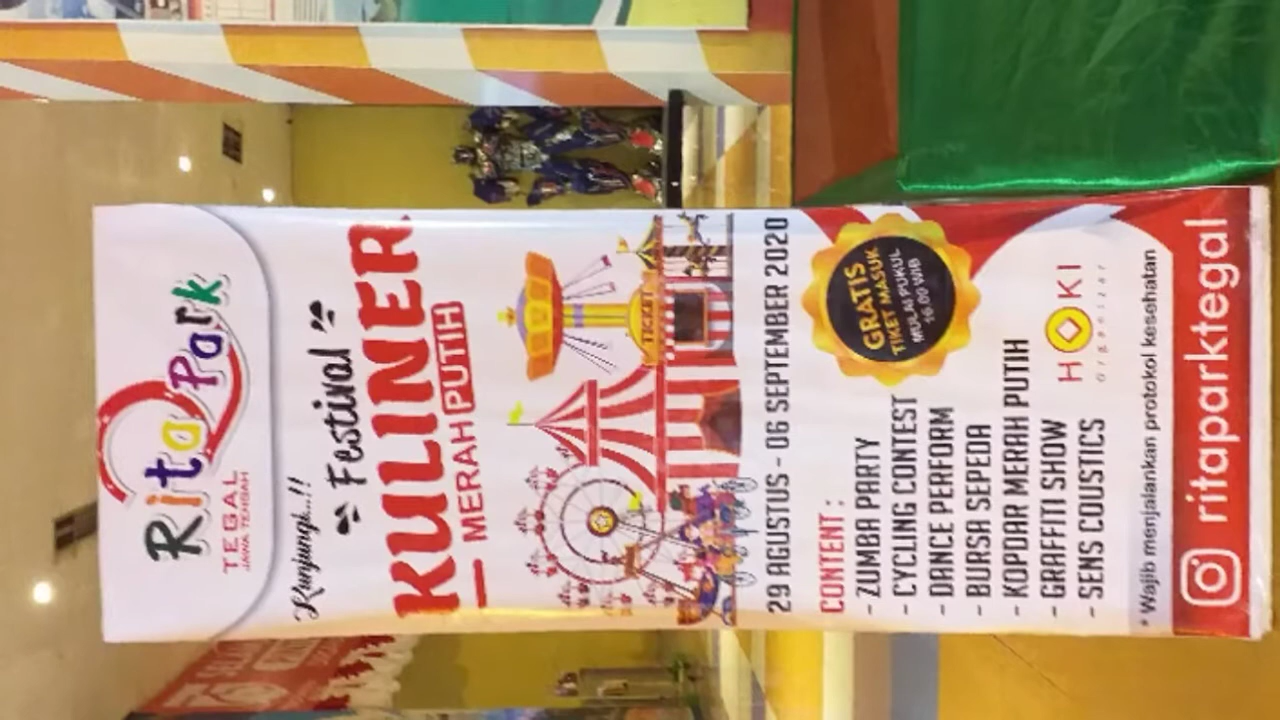 Rita Park
TEGAL
JAWA TENGAH
Kunjungi..!!
" Festival "
KULINER
MERAH PUTIH
TICKET
29 AGUSTUS - 06 SEPTEMBER 2020
GRATIS
TIKET MASUK
MULAI PUKUL
16.00 WIB
CONTENT :
- ZUMBA PARTY
- CYCLING CONTEST
- DANCE PERFORM
- BURSA SEPEDA
- KOPDAR MERAH PUTIH
- GRAFFITI SHOW
- SENS COUSTICS
HOKI
Organizer
* Wajib menjalankan protokol kesehatan
ritaparktegal